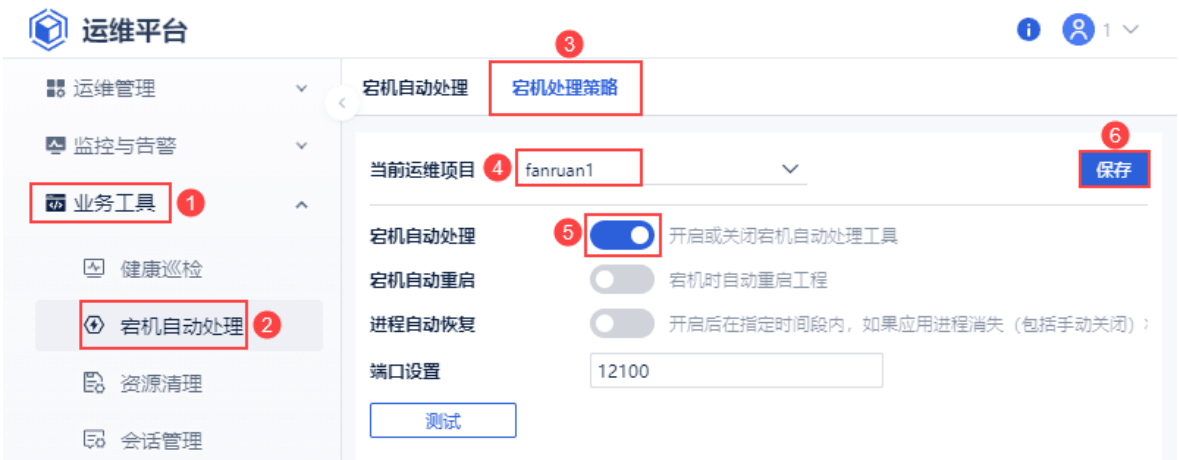 运维平台
1
3
运维管理
宕机自动处理
宕机处理策略
监控与告警
6
当前运维项目
4
fanruan1
保存
业务工具
1
宕机自动处理
5
开启或关闭宕机自动处理工具
健康巡检
宕机自动重启
宕机时自动重启工程
宕机自动处理
2
进程自动恢复
开启后在指定时间段内，如果应用进程消失（包括手动关闭）
资源清理
端口设置
12100
测试
会话管理